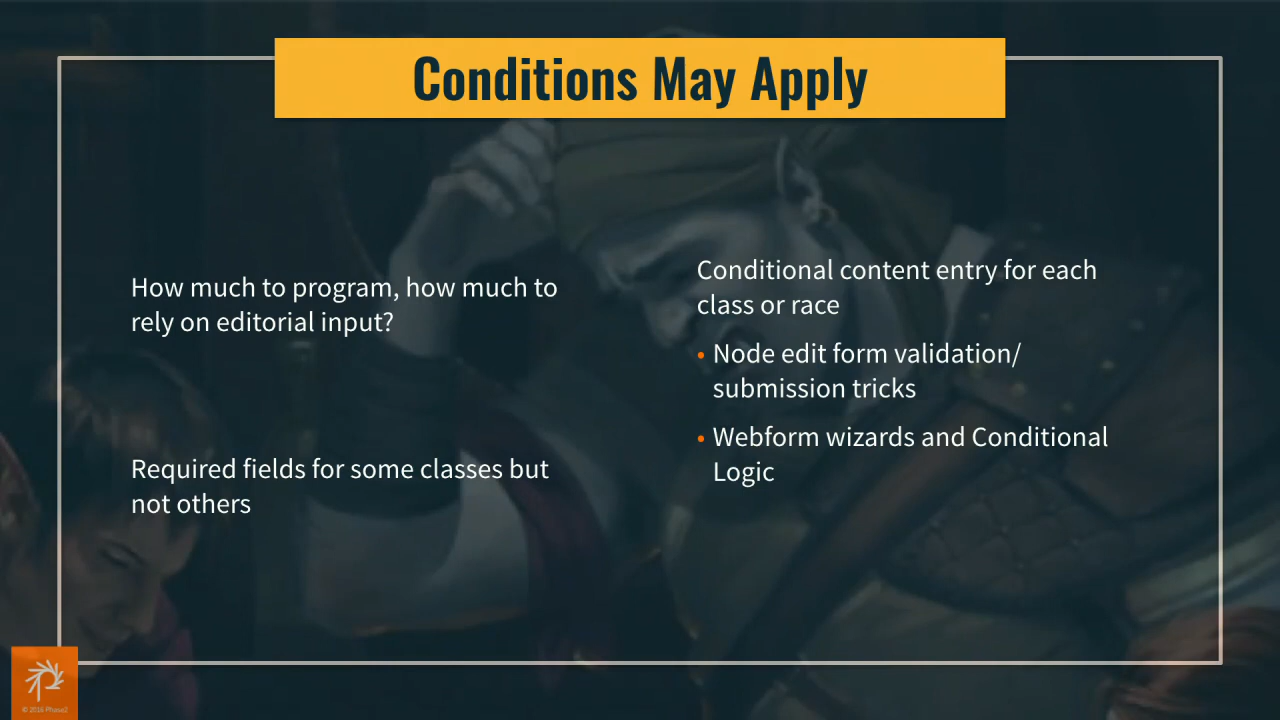 Conditions May Apply
How much to program, how much to
rely on editorial input?
Required fields for some classes but
not others
Conditional content entry for each
class or race
• Node edit form validation/
submission tricks
• Webform wizards and Conditional
Logic
© 2016 Phase2